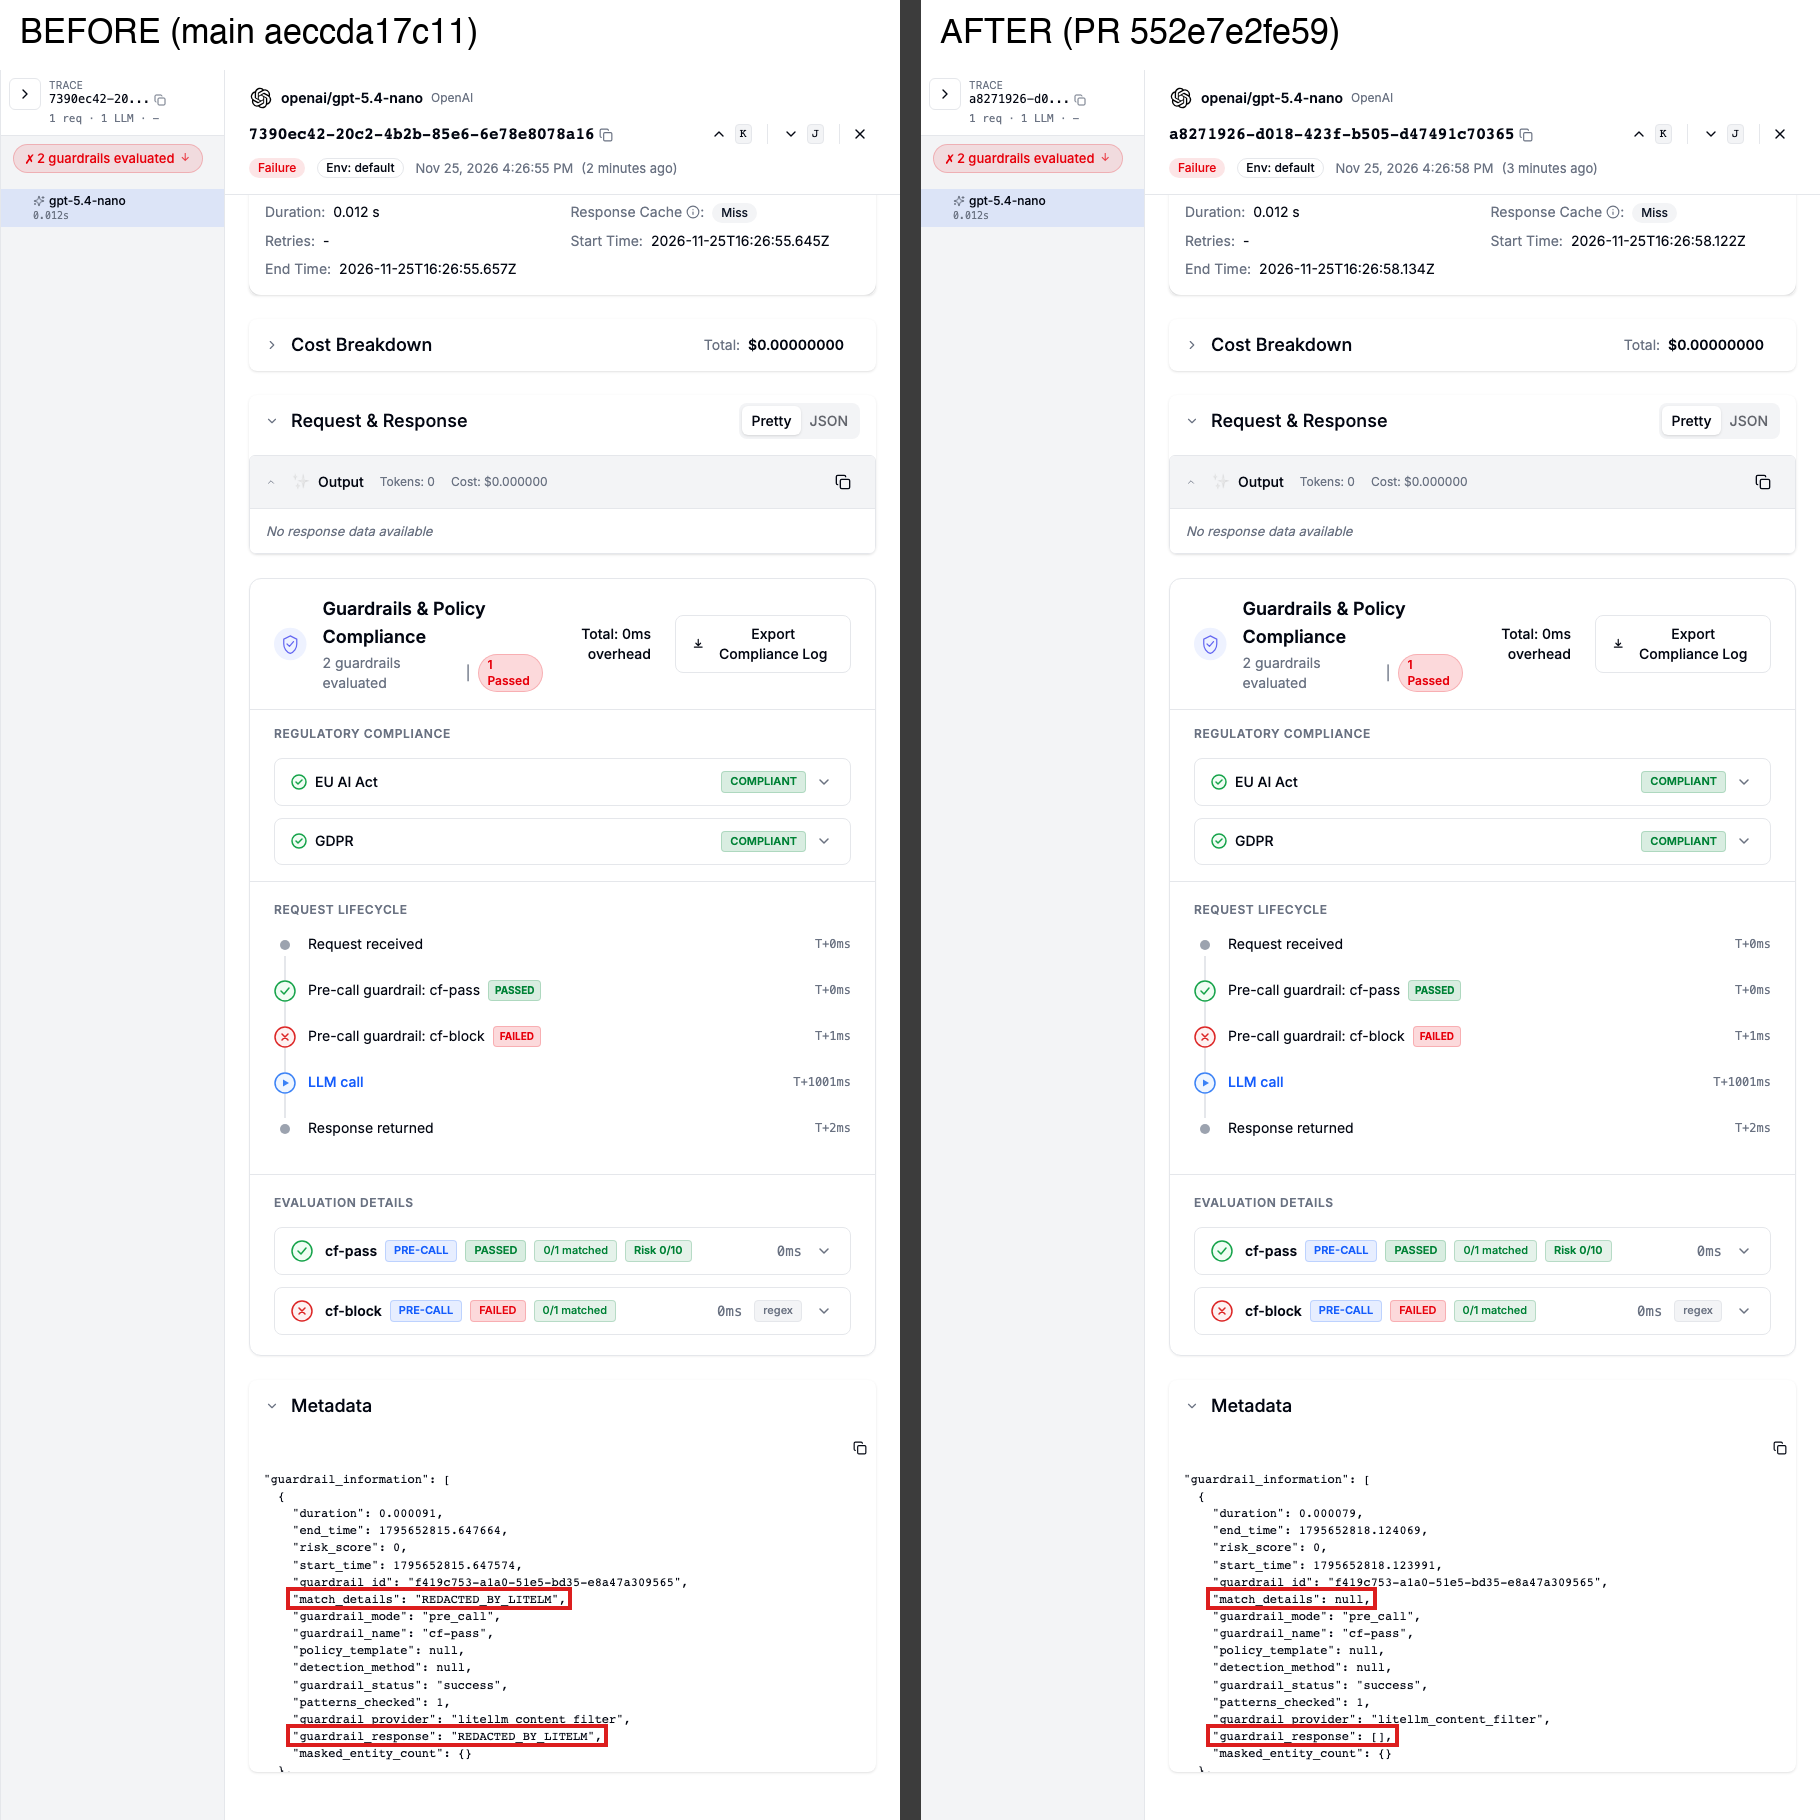 BEFORE (main aeccda17c11)
TRACE
7390ec42-20...
1 req · 1 LLM · –
✗ 2 guardrails evaluated ↓
gpt-5.4-nano
0.012s
openai/gpt-5.4-nano OpenAI
7390ec42-20c2-4b2b-85e6-6e78e8078a16 K J
Failure Env: default Nov 25, 2026 4:26:55 PM (2 minutes ago)
Duration: 0.012 s Response Cache : Miss
Retries: - Start Time: 2026-11-25T16:26:55.645Z
End Time: 2026-11-25T16:26:55.657Z
Cost Breakdown Total: $0.00000000
Request & Response Pretty JSON
Output Tokens: 0 Cost: $0.000000
No response data available
Guardrails & Policy
Compliance
2 guardrails
evaluated
| 1
Passed
Total: 0ms
overhead
Export
Compliance Log
REGULATORY COMPLIANCE
EU AI Act COMPLIANT
GDPR COMPLIANT
REQUEST LIFECYCLE
Request received T+0ms
Pre-call guardrail: cf-pass PASSED T+0ms
Pre-call guardrail: cf-block FAILED T+1ms
LLM call T+1001ms
Response returned T+2ms
EVALUATION DETAILS
cf-pass PRE-CALL PASSED 0/1 matched Risk 0/10 0ms
cf-block PRE-CALL FAILED 0/1 matched 0ms regex
Metadata
"guardrail_information": [
{
"duration": 0.000091,
"end_time": 1795652815.647664,
"risk_score": 0,
"start_time": 1795652815.647574,
"guardrail_id": "f419c753-a1a0-51e5-bd35-e8a47a309565",
"match_details": "REDACTED_BY_LITELM",
"guardrail_mode": "pre_call",
"guardrail_name": "cf-pass",
"policy_template": null,
"detection_method": null,
"guardrail_status": "success",
"patterns_checked": 1,
"guardrail_provider": "litellm_content_filter",
"guardrail_response": "REDACTED_BY_LITELM",
"masked_entity_count": {}
},
AFTER (PR 552e7e2fe59)
TRACE
a8271926-d0...
1 req · 1 LLM · –
✗ 2 guardrails evaluated ↓
gpt-5.4-nano
0.012s
openai/gpt-5.4-nano OpenAI
a8271926-d018-423f-b505-d47491c70365 K J
Failure Env: default Nov 25, 2026 4:26:58 PM (3 minutes ago)
Duration: 0.012 s Response Cache : Miss
Retries: - Start Time: 2026-11-25T16:26:58.122Z
End Time: 2026-11-25T16:26:58.134Z
Cost Breakdown Total: $0.00000000
Request & Response Pretty JSON
Output Tokens: 0 Cost: $0.000000
No response data available
Guardrails & Policy
Compliance
2 guardrails
evaluated
| 1
Passed
Total: 0ms
overhead
Export
Compliance Log
REGULATORY COMPLIANCE
EU AI Act COMPLIANT
GDPR COMPLIANT
REQUEST LIFECYCLE
Request received T+0ms
Pre-call guardrail: cf-pass PASSED T+0ms
Pre-call guardrail: cf-block FAILED T+1ms
LLM call T+1001ms
Response returned T+2ms
EVALUATION DETAILS
cf-pass PRE-CALL PASSED 0/1 matched Risk 0/10 0ms
cf-block PRE-CALL FAILED 0/1 matched 0ms regex
Metadata
"guardrail_information": [
{
"duration": 0.000079,
"end_time": 1795652818.124069,
"risk_score": 0,
"start_time": 1795652818.123991,
"guardrail_id": "f419c753-a1a0-51e5-bd35-e8a47a309565",
"match_details": null,
"guardrail_mode": "pre_call",
"guardrail_name": "cf-pass",
"policy_template": null,
"detection_method": null,
"guardrail_status": "success",
"patterns_checked": 1,
"guardrail_provider": "litellm_content_filter",
"guardrail_response": [],
"masked_entity_count": {}
},